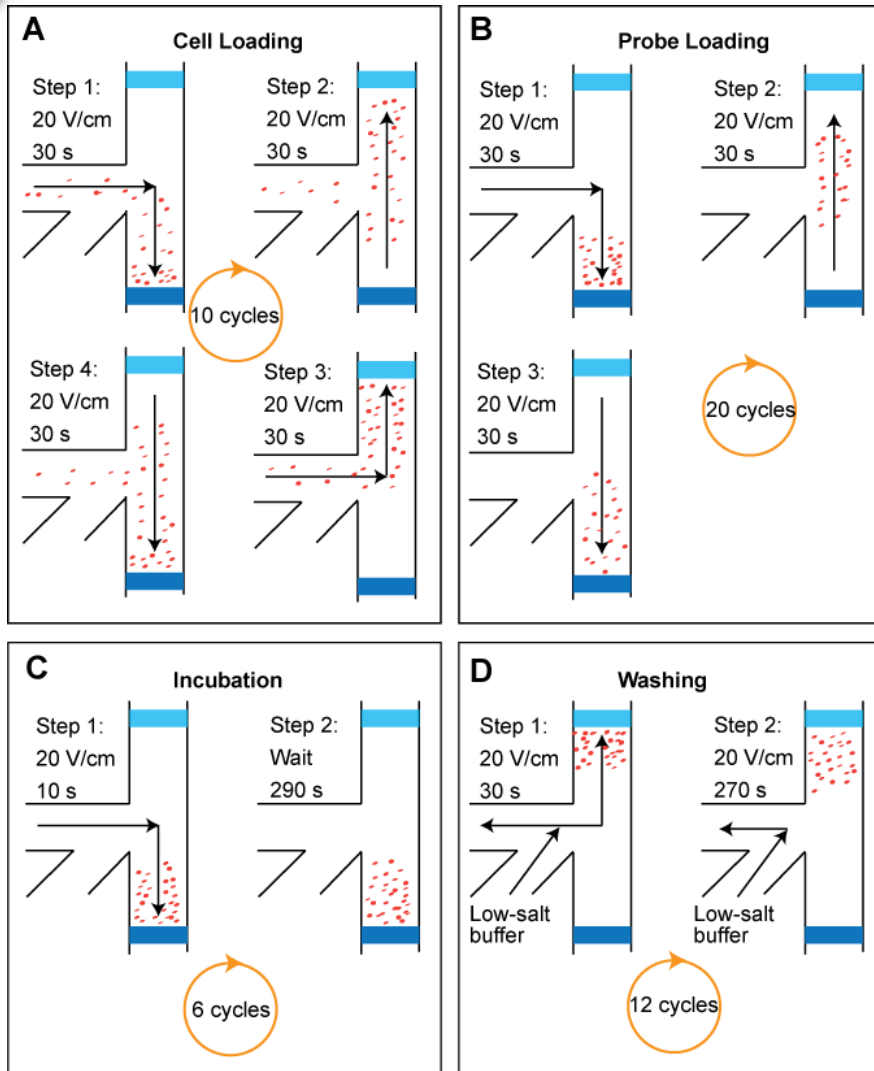 A
Cell Loading
Step 1:
20 V/cm
30 s
Step 2:
20 V/cm
30 s
10 cycles
Step 4:
20 V/cm
30 s
Step 3:
20 V/cm
30 s
B
Probe Loading
Step 1:
20 V/cm
30 s
Step 2:
20 V/cm
30 s
Step 3:
20 V/cm
30 s
20 cycles
C
Incubation
Step 1:
20 V/cm
10 s
Step 2:
Wait
290 s
6 cycles
D
Washing
Step 1:
20 V/cm
30 s
Low-salt
buffer
Step 2:
20 V/cm
270 s
Low-salt
buffer
12 cycles